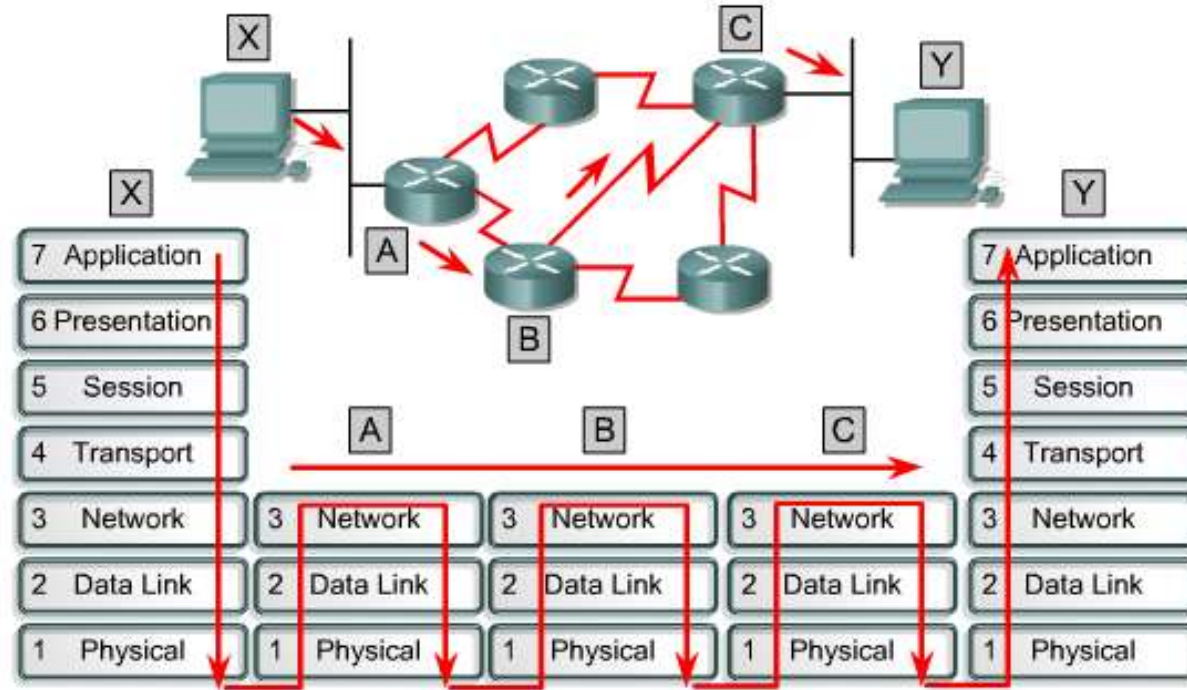 X
C
Y
A
B
X
Y
7 Application
6 Presentation
5 Session
4 Transport
3 Network
2 Data Link
1 Physical
A
B
C
3 Network
2 Data Link
1 Physical
3 Network
2 Data Link
1 Physical
3 Network
2 Data Link
1 Physical
7 Application
6 Presentation
5 Session
4 Transport
3 Network
2 Data Link
1 Physical